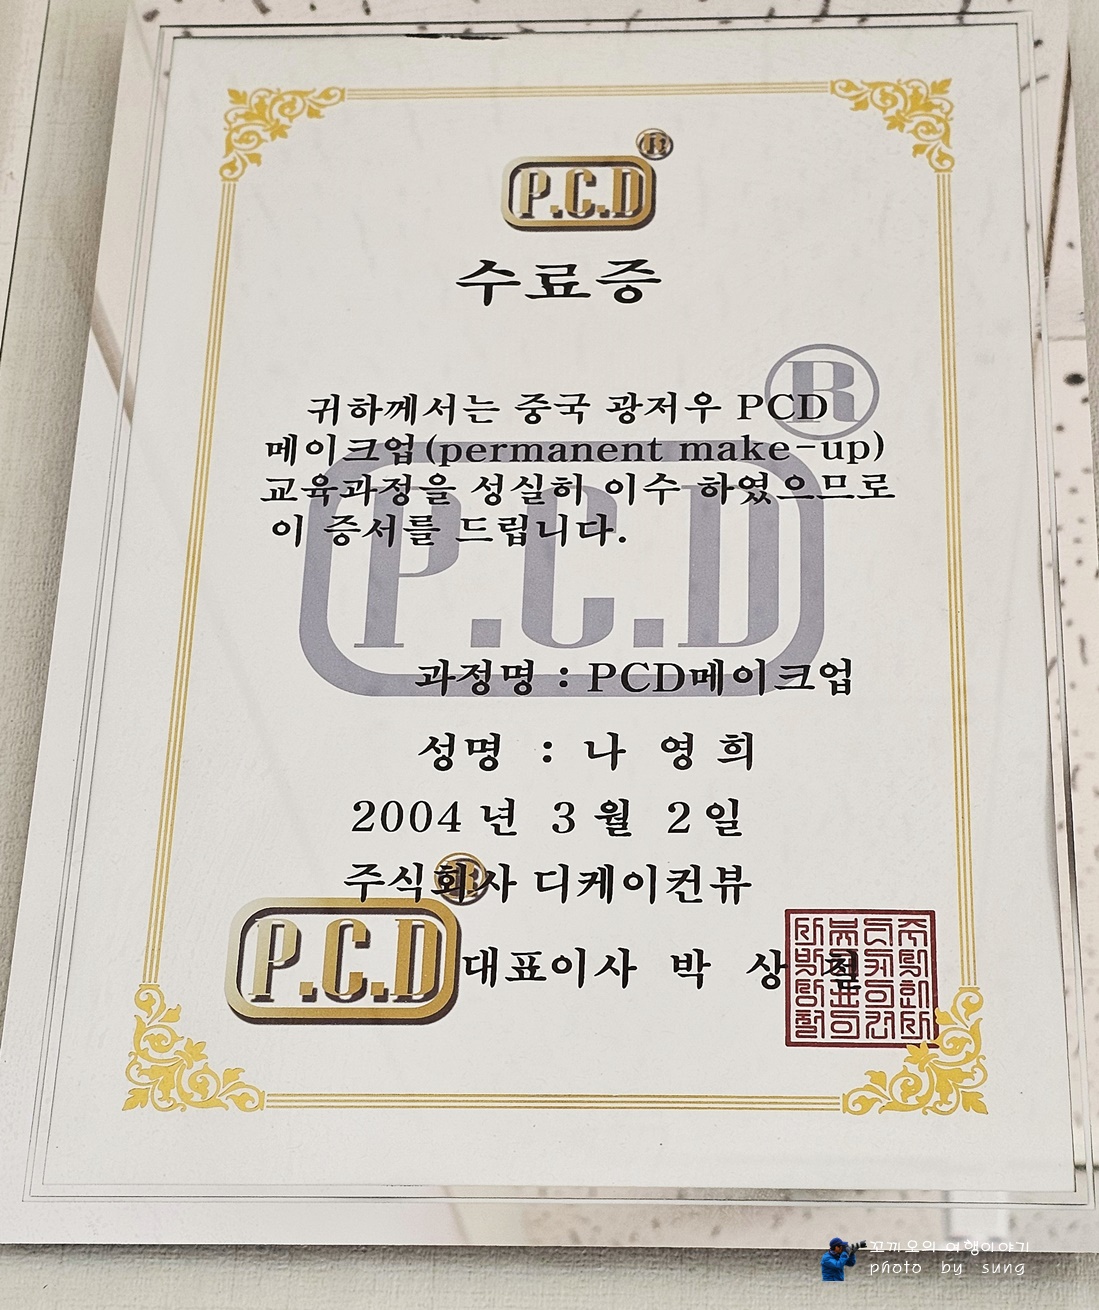 P.C.D®
수료증
귀하께서는 중국 광저우 PCD
메이크업(permanent make-up)
교육과정을 성실히 이수 하였으므로
이 증서를 드립니다.
P.C.D®
과정명 : PCD메이크업
성명 : 나 영 희
2004 년 3 월 2 일
주식회사 디케이컨뷰
P.C.D®
대표이사 박 상 철
꼬끼옥의 여행이야기
photo by sung